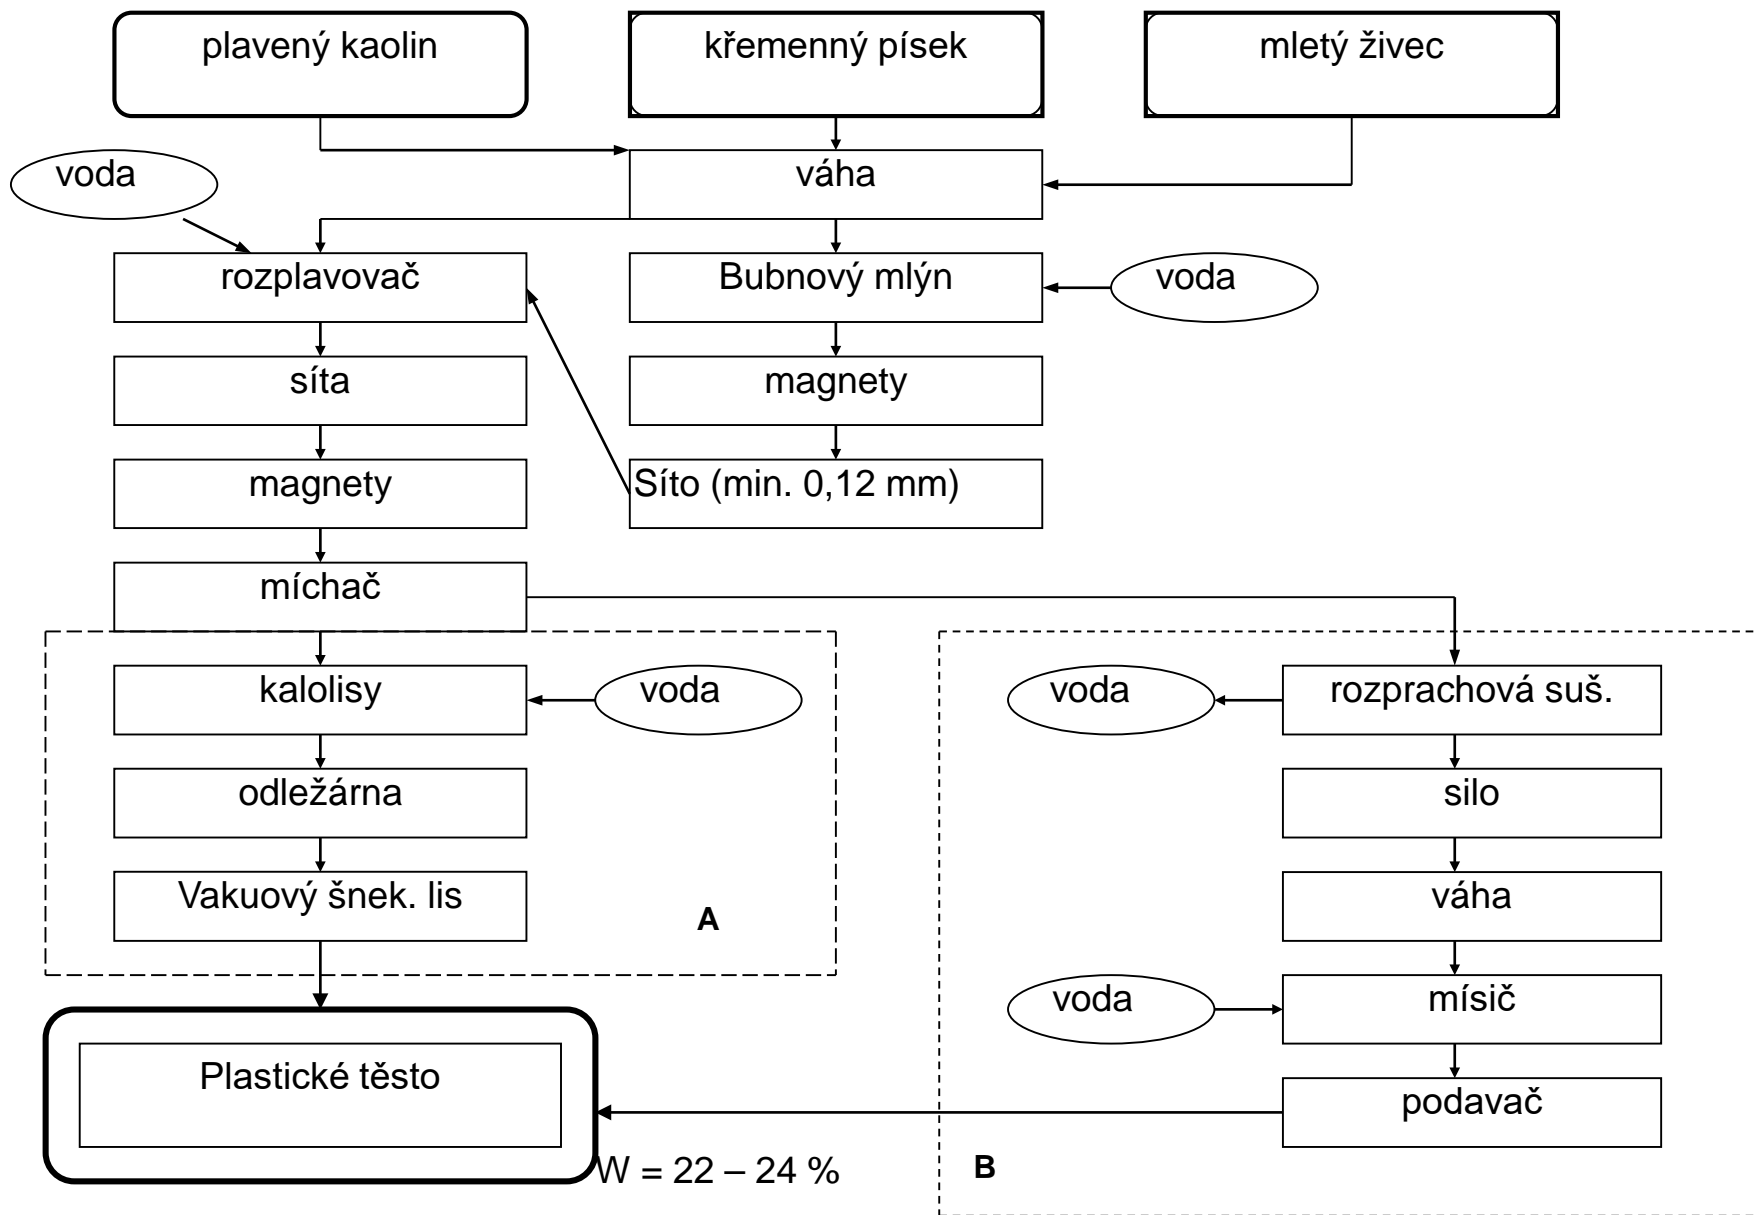 plavený kaolin
křemenný písek
mletý živec
voda
váha
rozplavovač
Bubnový mlýn
voda
síta
magnety
magnety
Síto (min. 0,12 mm)
míchač
kalolisy
voda
voda
rozprachová suš.
odležárna
silo
Vakuový šnek. lis
A
váha
voda
mísič
Plastické těsto
podavač
W = 22 – 24 %
B